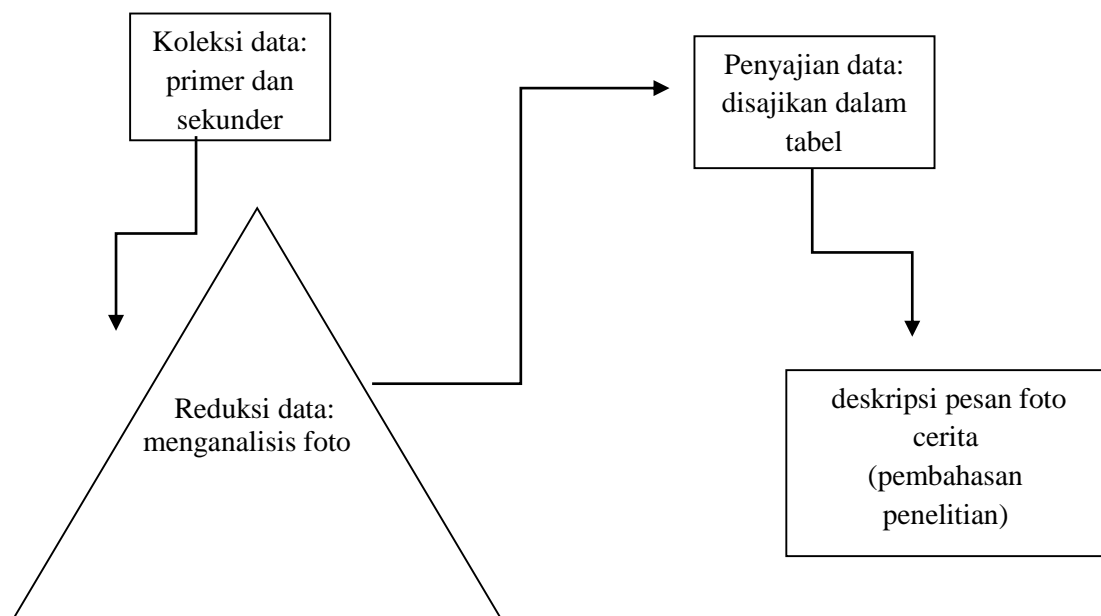 Koleksi data:
primer dan
sekunder
Reduksi data:
menganalisis foto
Penyajian data:
disajikan dalam
tabel
deskripsi pesan foto
cerita
(pembahasan
penelitian)